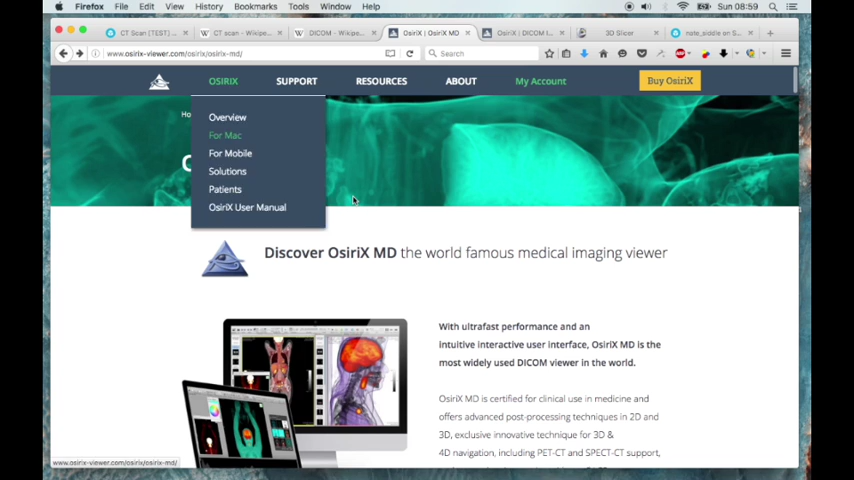 Firefox File Edit View History Bookmarks Tools Window Help Sun 08:59
CT Scan [TEST] ... CT scan - Wikipe... DICOM - Wikipe... OsiriX | OsiriX MD OsiriX | DICOM I... 3D Slicer nate_siddle on S...
www.osirix-viewer.com/osirix/osirix-md/ Search
OSIRIX SUPPORT RESOURCES ABOUT My Account Buy OsiriX
Ho
Overview
For Mac
For Mobile
Solutions
Patients
OsiriX User Manual
Discover OsiriX MD the world famous medical imaging viewer
With ultrafast performance and an
intuitive interactive user interface, OsiriX MD is the
most widely used DICOM viewer in the world.
OsiriX MD is certified for clinical use in medicine and
offers advanced post-processing techniques in 2D and
3D, exclusive innovative technique for 3D &
4D navigation, including PET-CT and SPECT-CT support,
www.osirix-viewer.com/osirix/osirix-md/